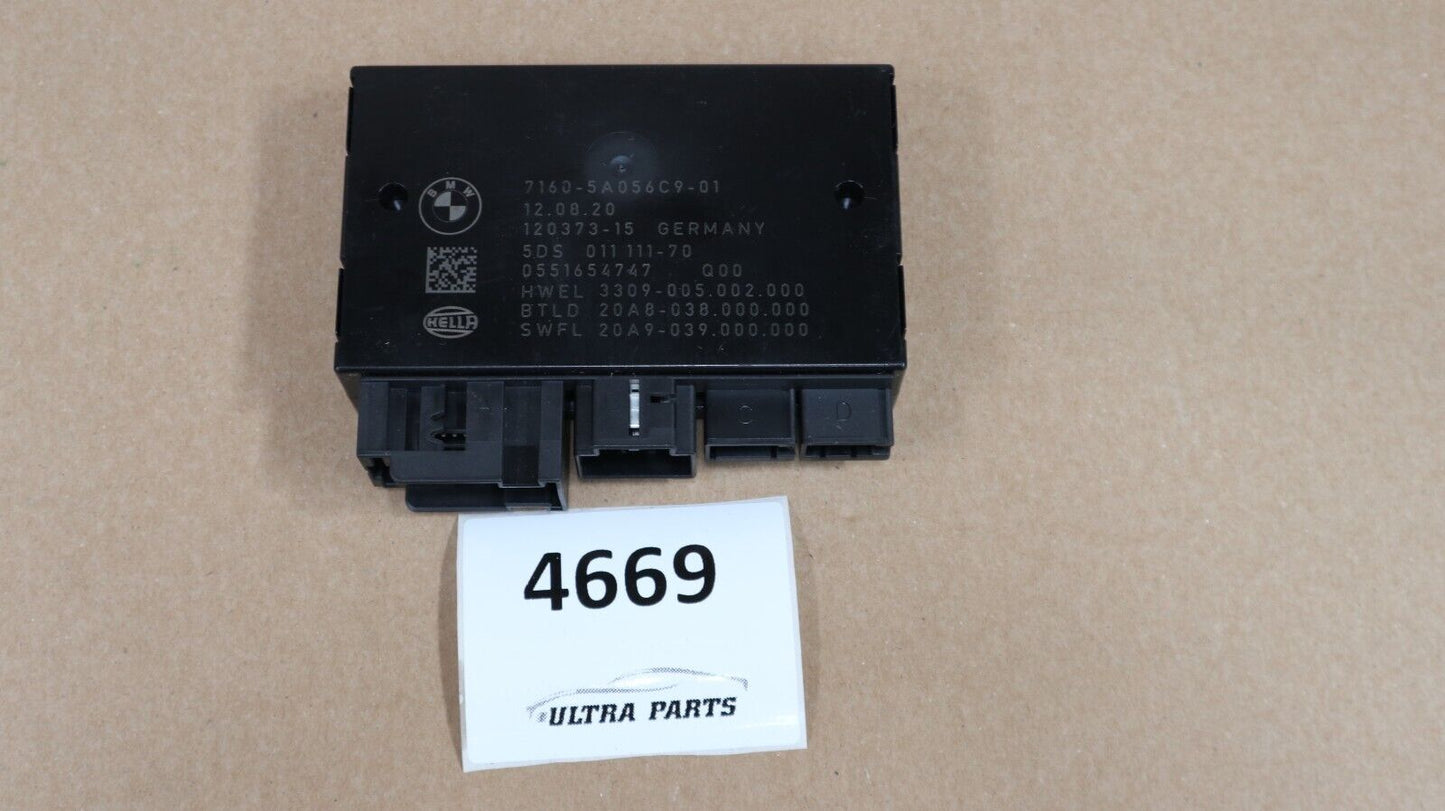 BMW
7160-5A056C9-01
12.08.20
120373-15 GERMANY
5DS 011 111-70
0551654747 Q00
HWEL 3309-005.002.000
BTLD 20A8-038.000.000
SWFL 20A9-039.000.000
HELLA
C D
4669
ULTRA PARTS